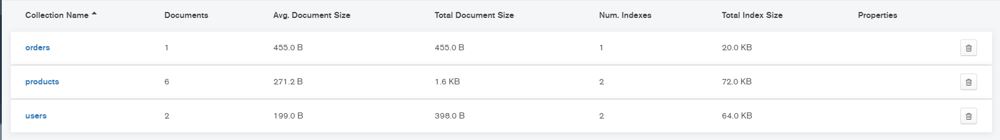 Collection Name Documents Avg. Document Size Total Document Size Num. Indexes Total Index Size Properties
orders 1 455.0 B 455.0 B 1 20.0 KB
products 6 271.2 B 1.6 KB 2 72.0 KB
users 2 199.0 B 398.0 B 2 64.0 KB